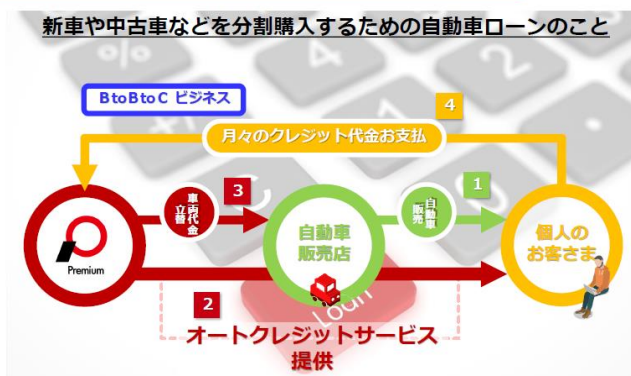 新車や中古車などを分割購入するための自動車ローンのこと
BtoBtoC ビジネス
4
月々のクレジット代金お支払
車両代金
立替
3
自動車
販売
1
Premium
自動車
販売店
個人の
お客さま
2
Loan
オートクレジットサービス
提供